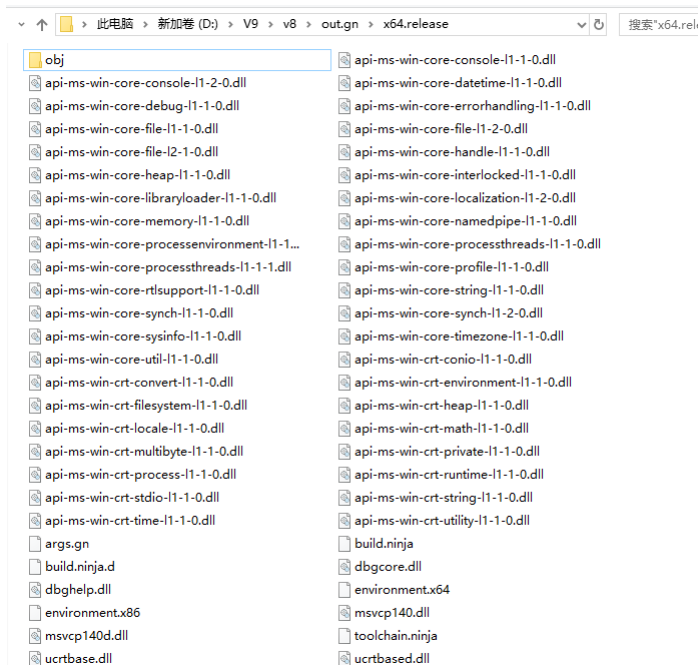 此电脑 > 新加卷 (D:) > V9 > v8 > out.gn > x64.release 搜索"x64.rele
obj api-ms-win-core-console-l1-1-0.dll
api-ms-win-core-console-l1-2-0.dll api-ms-win-core-datetime-l1-1-0.dll
api-ms-win-core-debug-l1-1-0.dll api-ms-win-core-errorhandling-l1-1-0.dll
api-ms-win-core-file-l1-1-0.dll api-ms-win-core-file-l1-2-0.dll
api-ms-win-core-file-l2-1-0.dll api-ms-win-core-handle-l1-1-0.dll
api-ms-win-core-heap-l1-1-0.dll api-ms-win-core-interlocked-l1-1-0.dll
api-ms-win-core-libraryloader-l1-1-0.dll api-ms-win-core-localization-l1-2-0.dll
api-ms-win-core-memory-l1-1-0.dll api-ms-win-core-namedpipe-l1-1-0.dll
api-ms-win-core-processenvironment-l1-1... api-ms-win-core-processthreads-l1-1-0.dll
api-ms-win-core-processthreads-l1-1-1.dll api-ms-win-core-profile-l1-1-0.dll
api-ms-win-core-rtlsupport-l1-1-0.dll api-ms-win-core-string-l1-1-0.dll
api-ms-win-core-synch-l1-1-0.dll api-ms-win-core-synch-l1-2-0.dll
api-ms-win-core-sysinfo-l1-1-0.dll api-ms-win-core-timezone-l1-1-0.dll
api-ms-win-core-util-l1-1-0.dll api-ms-win-crt-conio-l1-1-0.dll
api-ms-win-crt-convert-l1-1-0.dll api-ms-win-crt-environment-l1-1-0.dll
api-ms-win-crt-filesystem-l1-1-0.dll api-ms-win-crt-heap-l1-1-0.dll
api-ms-win-crt-locale-l1-1-0.dll api-ms-win-crt-math-l1-1-0.dll
api-ms-win-crt-multibyte-l1-1-0.dll api-ms-win-crt-private-l1-1-0.dll
api-ms-win-crt-process-l1-1-0.dll api-ms-win-crt-runtime-l1-1-0.dll
api-ms-win-crt-stdio-l1-1-0.dll api-ms-win-crt-string-l1-1-0.dll
api-ms-win-crt-time-l1-1-0.dll api-ms-win-crt-utility-l1-1-0.dll
args.gn build.ninja
build.ninja.d dbgcore.dll
dbghelp.dll environment.x64
environment.x86 msvcp140.dll
msvcp140d.dll toolchain.ninja
ucrtbase.dll ucrtbased.dll